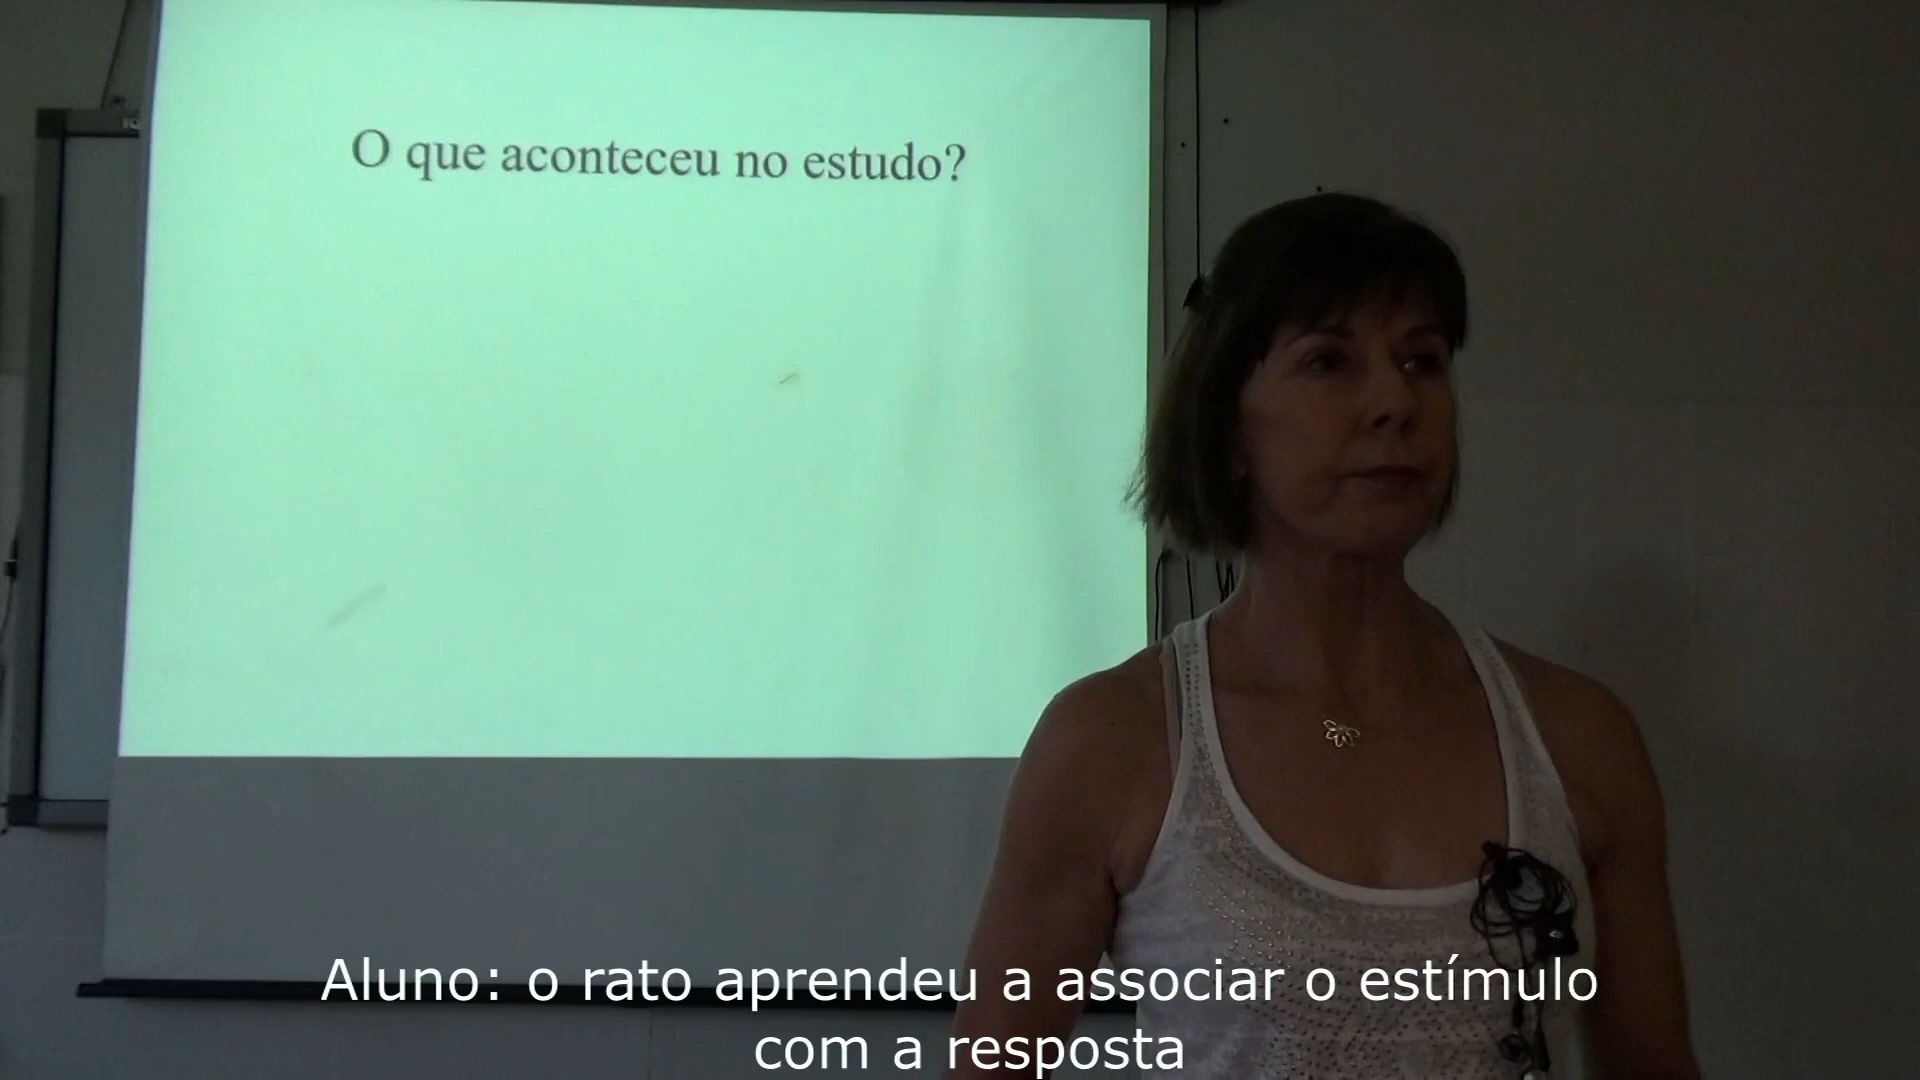 O que aconteceu no estudo?
Aluno: o rato aprendeu a associar o estímulo
com a resposta